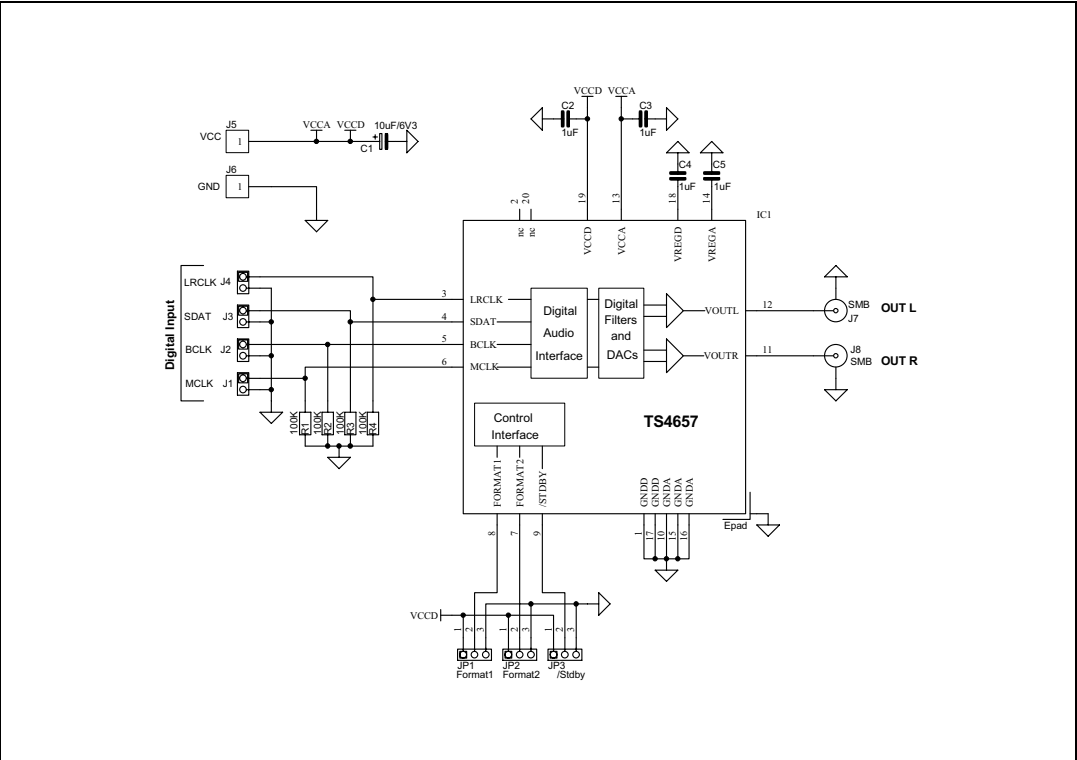 J5
VCC
1
VCCA
VCCD
10uF/6V3
+
C1
J6
GND
1
VCCD
VCCA
C2
1uF
C3
1uF
C4
1uF
C5
1uF
2
20
19
13
18
14
nc
nc
VCCD
VCCA
VREGD
VREGA
IC1
Digital Input
LRCLK J4
SDAT J3
BCLK J2
MCLK J1
100K
R1
100K
R2
100K
R3
100K
R4
3 LRCLK
4 SDAT
5 BCLK
6 MCLK
Digital
Audio
Interface
Digital
Filters
and
DACs
VOUTL 12
VOUTR 11
SMB
J7
OUT L
J8
SMB
OUT R
TS4657
Control
Interface
FORMAT1
FORMAT2
/STDBY
8
7
9
GNDD
GNDD
GNDA
GNDA
GNDA
1
17
10
15
16
Epad
VCCD
1
2
3
1
2
3
1
2
3
JP1
Format1
JP2
Format2
JP3
/Stdby